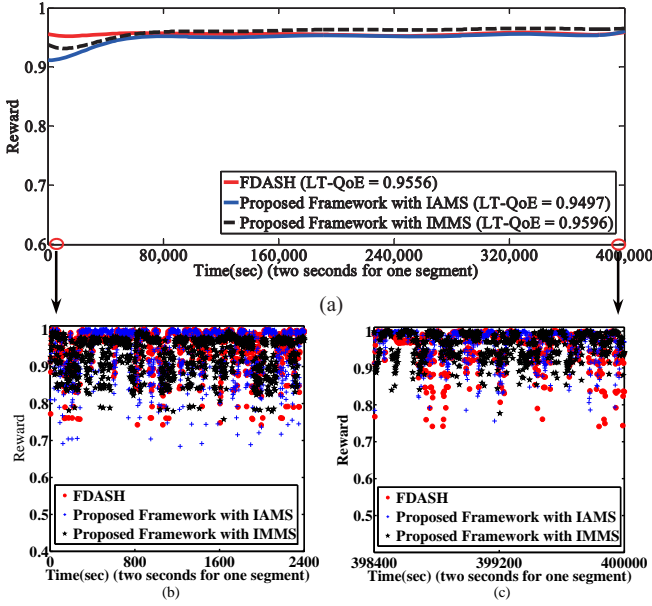 1
0.9
0.8
0.7
0.6
Reward
FDASH (LT-QoE = 0.9556)
Proposed Framework with IAMS (LT-QoE = 0.9497)
Proposed Framework with IMMS (LT-QoE = 0.9596)
0 80,000 160,000 240,000 320,000 400,000
Time(sec) (two seconds for one segment)
(a)
1
0.9
0.8
0.7
0.6
0.5
0.4
Reward
FDASH
Proposed Framework with IAMS
Proposed Framework with IMMS
0 800 1600 2400
Time(sec) (two seconds for one segment)
(b)
1
0.9
0.8
0.7
0.6
0.5
Reward
FDASH
Proposed Framework with IAMS
Proposed Framework with IMMS
398400 399200 400000
Time(sec) (two seconds for one segment)
(c)